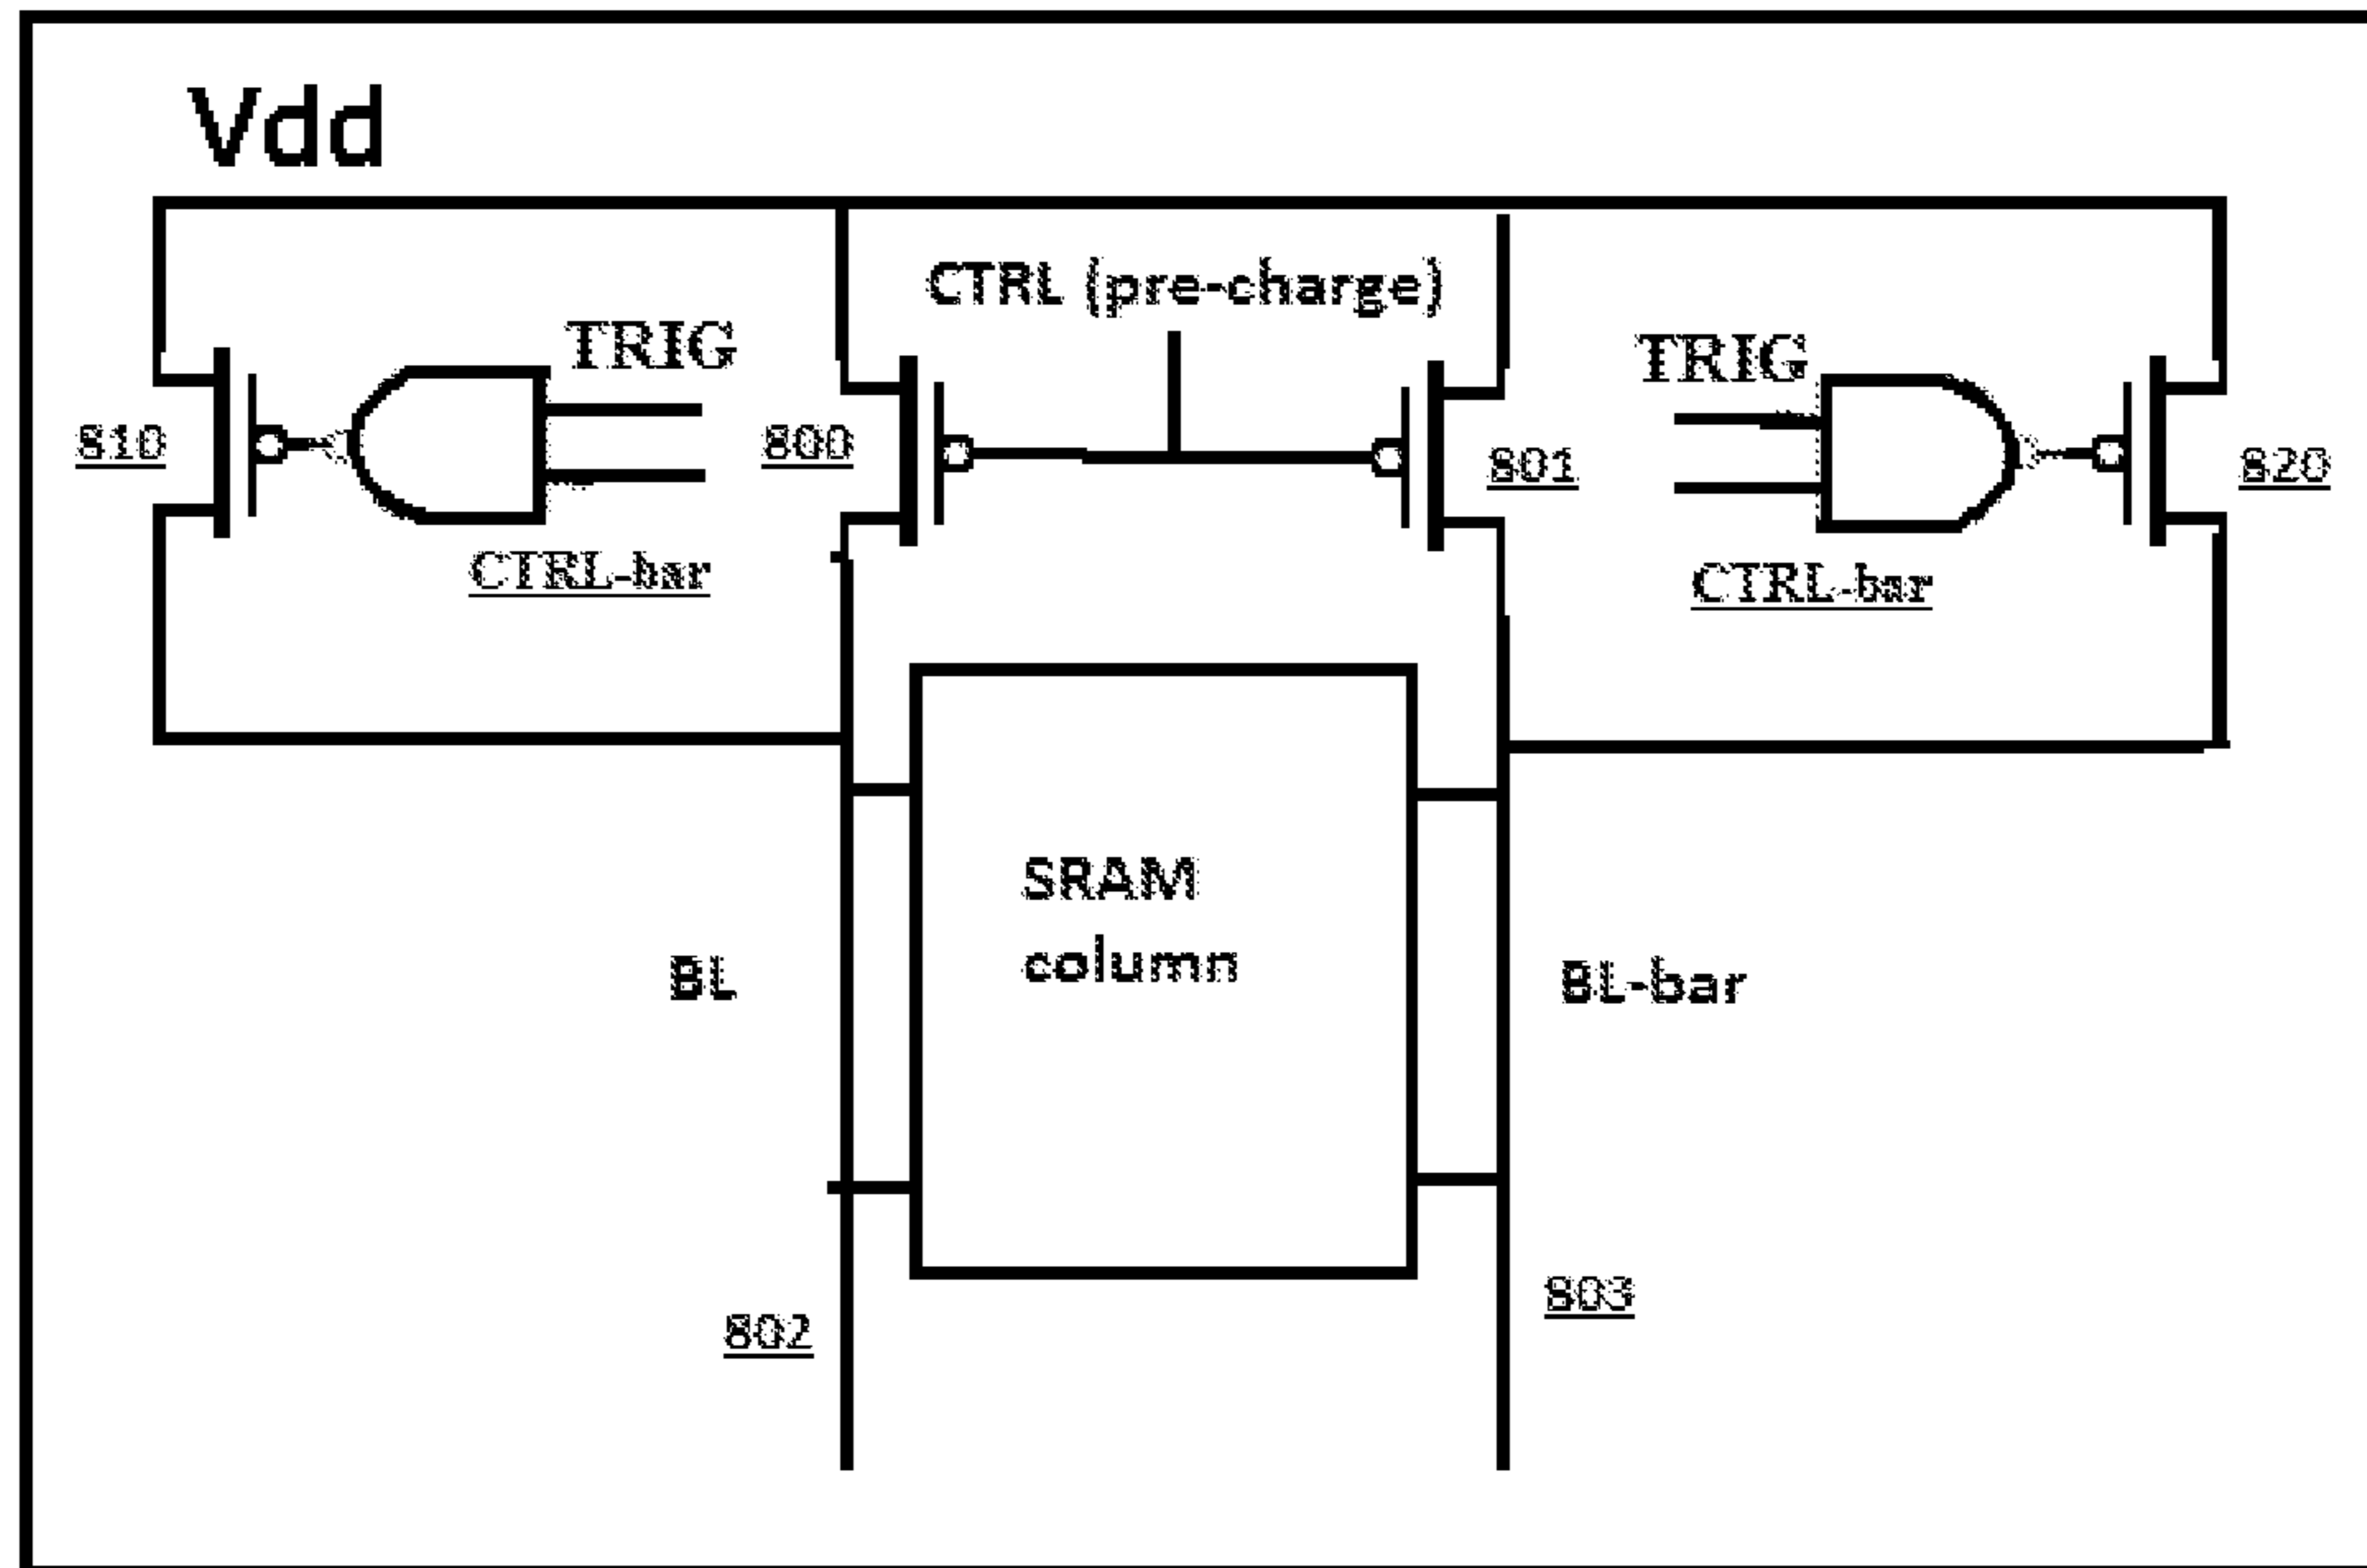 Vdd
CTRL (pre-charge)
TRIG
TRIG
810
800
801
820
CTRL-bar
CTRL-bar
SRAM
column
BL
BL-bar
803
802